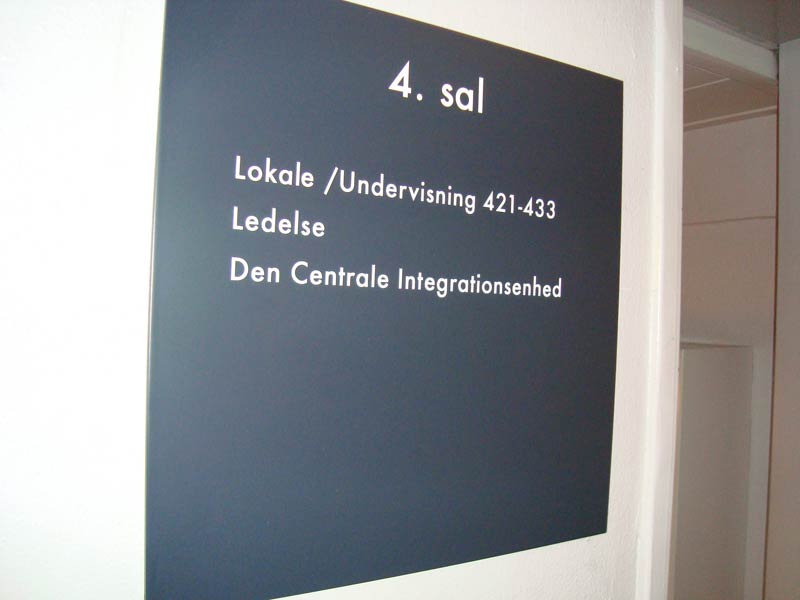 4. sal
Lokale /Undervisning 421-433
Ledelse
Den Centrale Integrationsenhed